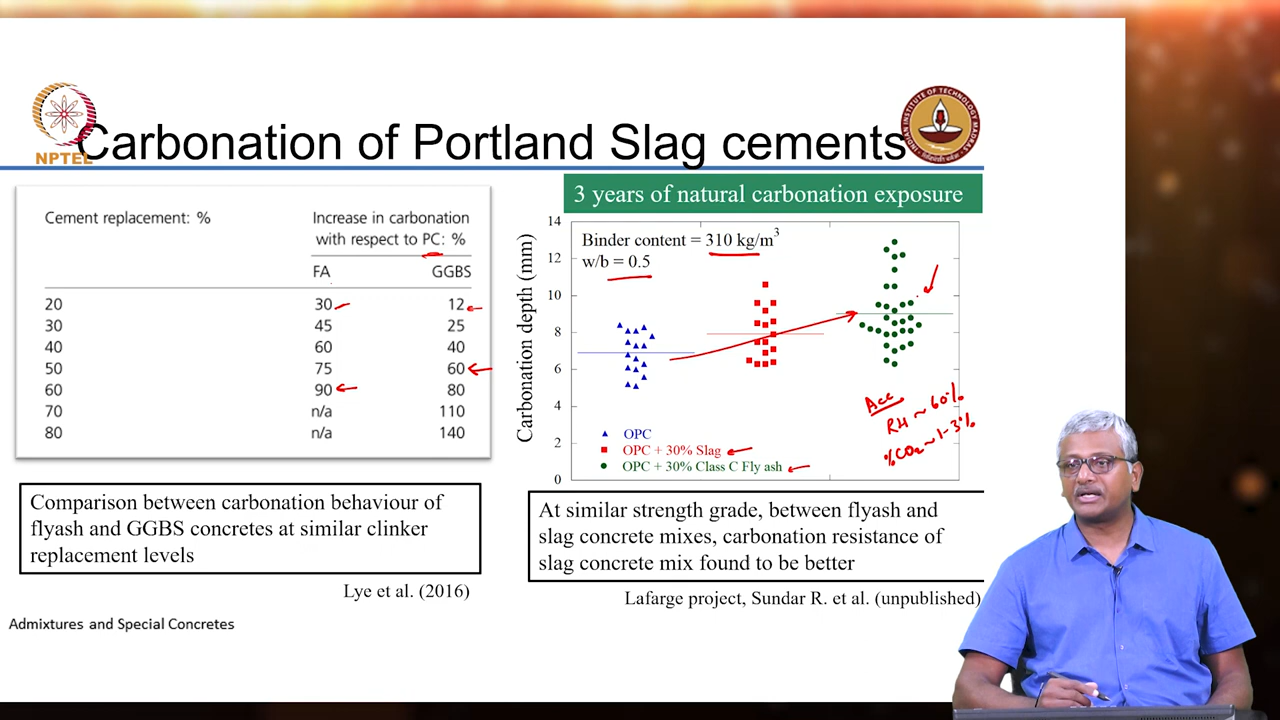 NPTEL
INDIAN INSTITUTE OF TECHNOLOGY MADRAS
Carbonation of Portland Slag cements
Cement replacement: %
Increase in carbonation
with respect to PC: %
FA GGBS
20 30 12
30 45 25
40 60 40
50 75 60
60 90 80
70 n/a 110
80 n/a 140
Comparison between carbonation behaviour of
flyash and GGBS concretes at similar clinker
replacement levels
Lye et al. (2016)
3 years of natural carbonation exposure
Carbonation depth (mm)
14
12
10
8
6
4
2
0
Binder content = 310 kg/m3
w/b = 0.5
OPC
OPC + 30% Slag
OPC + 30% Class C Fly ash
Acc
RH ~ 60%
%CO2 ~ 1-3%
At similar strength grade, between flyash and
slag concrete mixes, carbonation resistance of
slag concrete mix found to be better
Lafarge project, Sundar R. et al. (unpublished)
Admixtures and Special Concretes